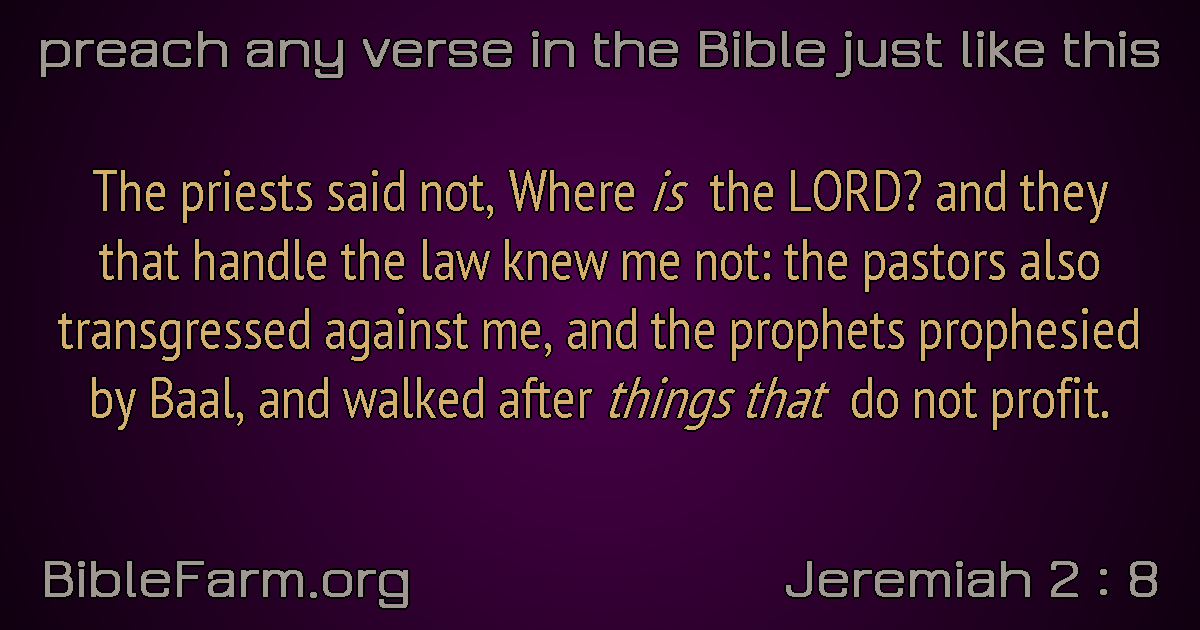 preach any verse in the Bible just like this
The priests said not, Where is the LORD? and they
that handle the law knew me not: the pastors also
transgressed against me, and the prophets prophesied
by Baal, and walked after things that do not profit.
BibleFarm.org
Jeremiah 2 : 8